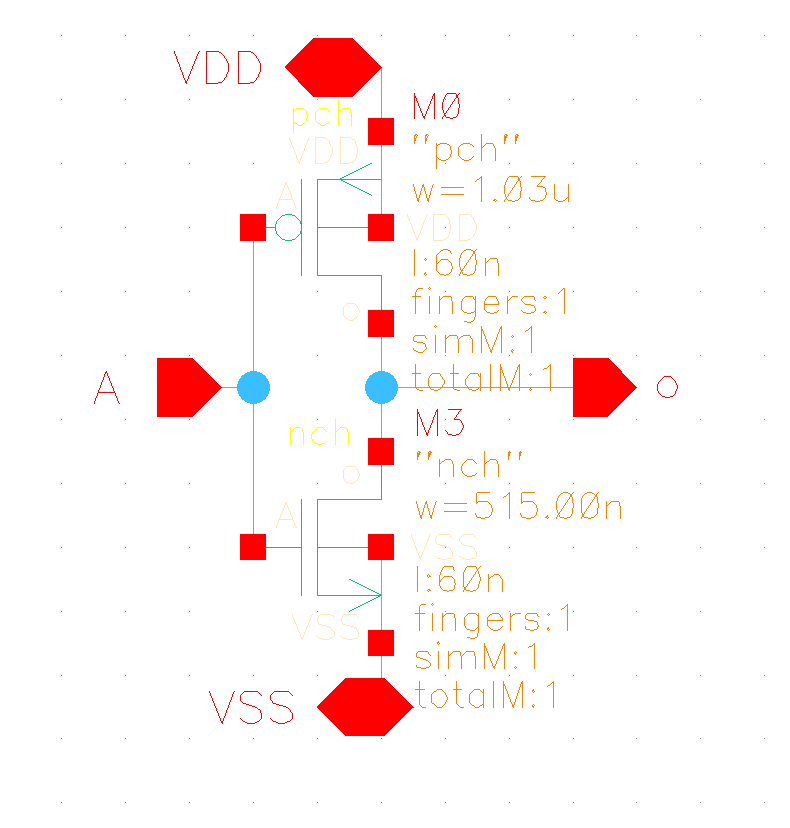 VDD
pch
VDD
A
M0
"pch"
w=1.03u
VDD
l:60n
fingers:1
simM:1
totalM:1
o
A
o
nch
o
A
M3
"nch"
w=515.00n
VSS
l:60n
fingers:1
simM:1
totalM:1
VSS
VSS